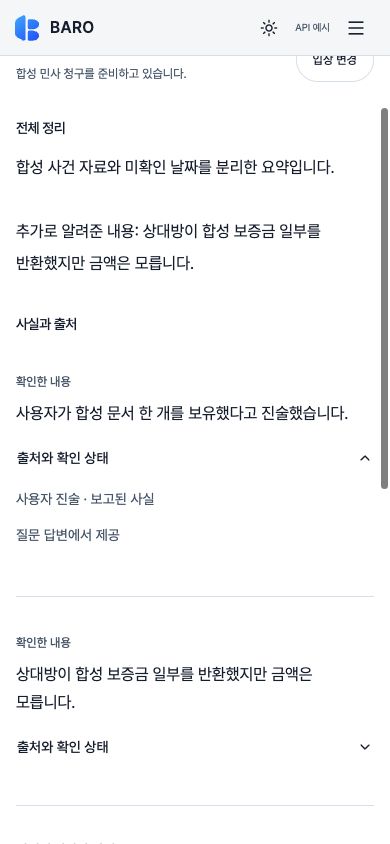 BARO
API 예시
입장 변경
합성 민사 청구를 준비하고 있습니다.
전체 정리
합성 사건 자료와 미확인 날짜를 분리한 요약입니다.
추가로 알려준 내용: 상대방이 합성 보증금 일부를
반환했지만 금액은 모릅니다.
사실과 출처
확인한 내용
사용자가 합성 문서 한 개를 보유했다고 진술했습니다.
출처와 확인 상태
사용자 진술 · 보고된 사실
질문 답변에서 제공
확인한 내용
상대방이 합성 보증금 일부를 반환했지만 금액은
모릅니다.
출처와 확인 상태